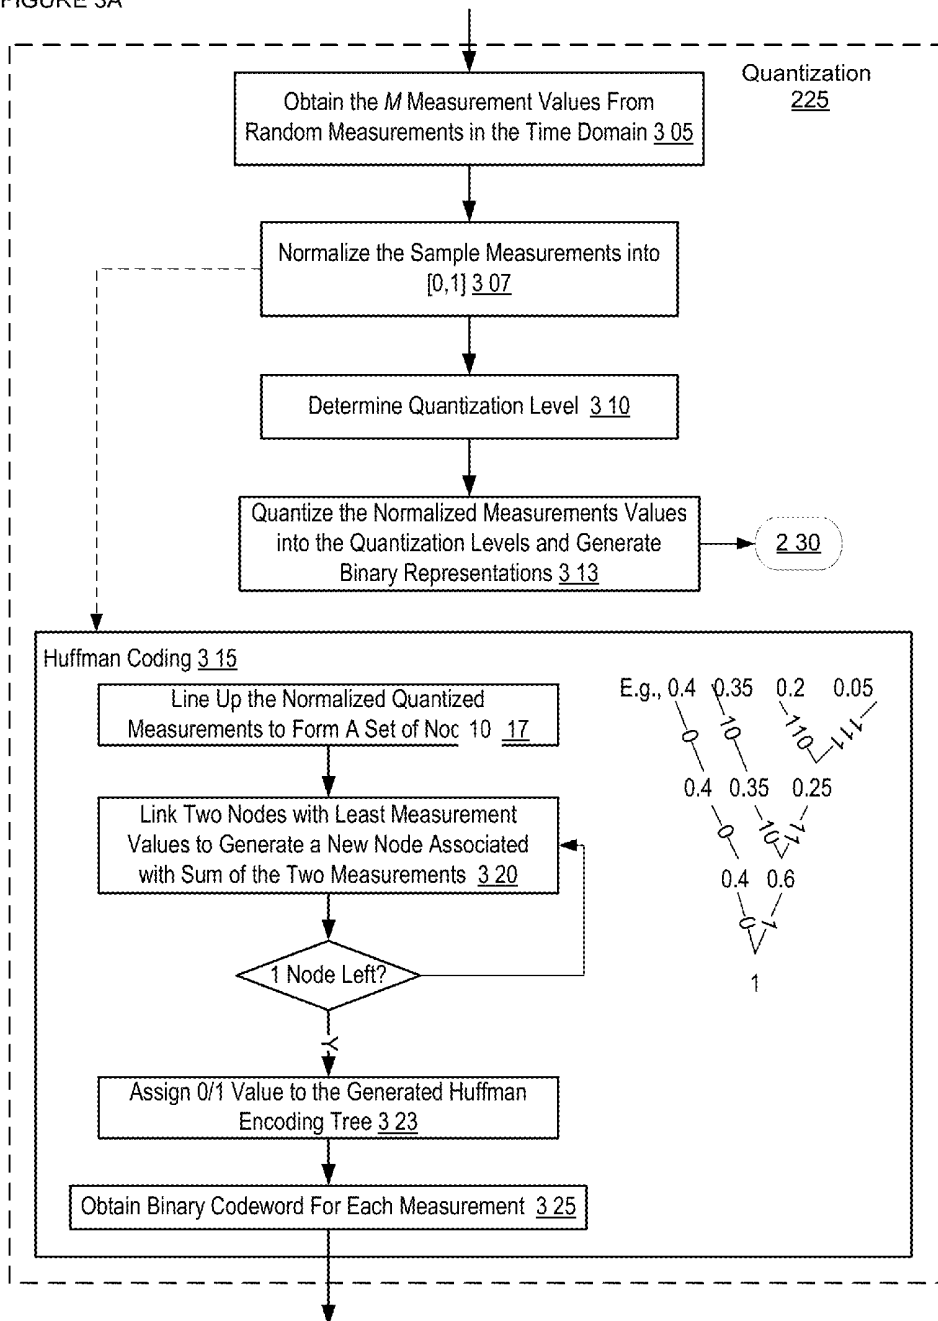 FIGURE 3A
Quantization
225
Obtain the M Measurement Values From
Random Measurements in the Time Domain 3 05
Normalize the Sample Measurements into
[0,1] 3 07
Determine Quantization Level 3 10
Quantize the Normalized Measurements Values
into the Quantization Levels and Generate
Binary Representations 3 13
2 30
Huffman Coding 3 15
Line Up the Normalized Quantized
Measurements to Form A Set of Noc 10 17
Link Two Nodes with Least Measurement
Values to Generate a New Node Associated
with Sum of the Two Measurements 3 20
1 Node Left?
Y
Assign 0/1 Value to the Generated Huffman
Encoding Tree 3 23
Obtain Binary Codeword For Each Measurement 3 25
E.g., 0.4 0.35 0.2 0.05
0 10 110 111
0.4 0.35 0.25
0 10 11
0.4 0.6
0 1
1